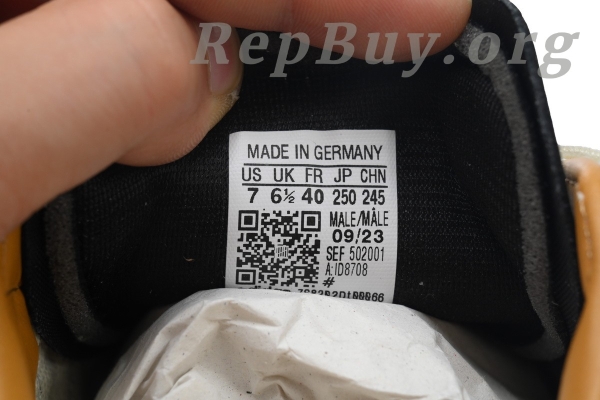 RepBuy.org
MADE IN GERMANY
US UK FR JP CHN
7 6½ 40 250 245
MALE/MÂLE
09/23
SEF 502001
A:ID8708
#